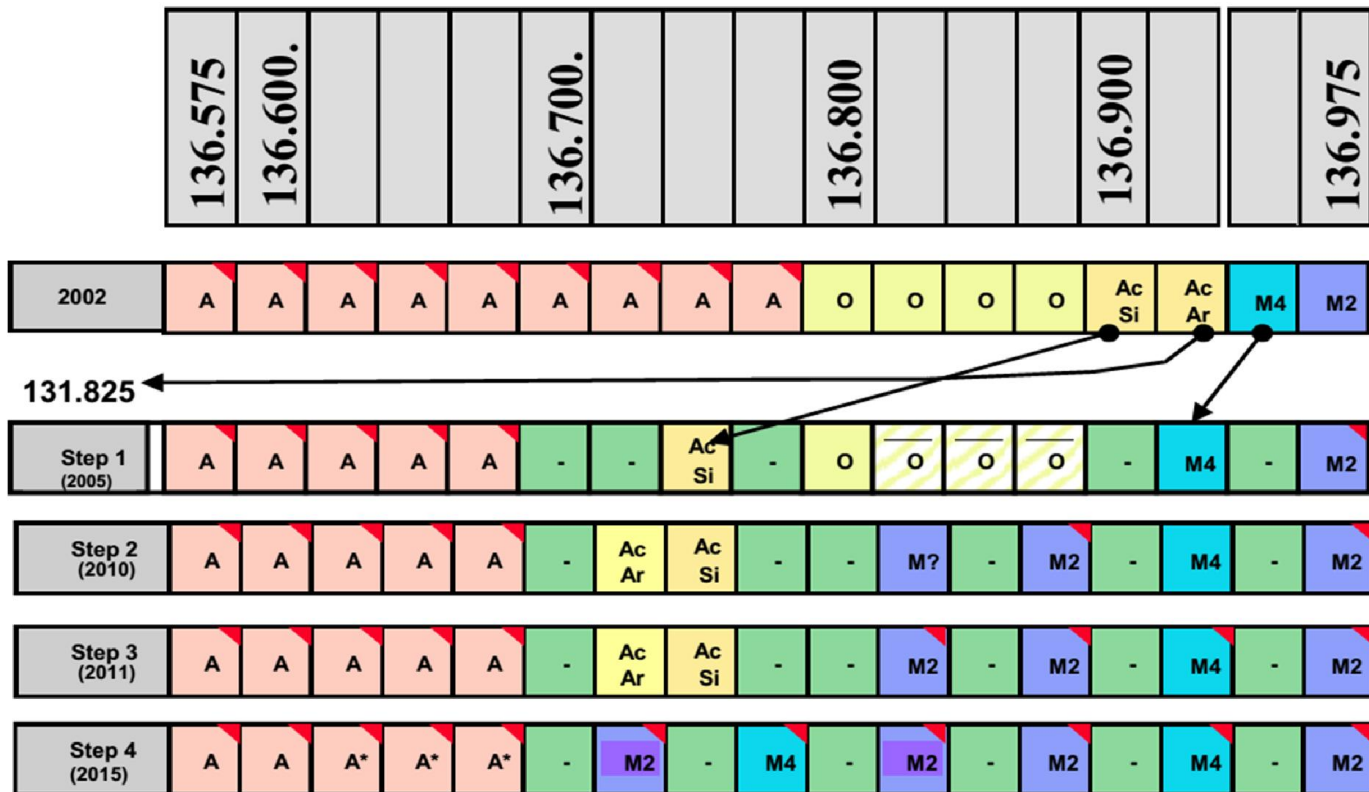 136.575 136.600. 136.700. 136.800 136.900 136.975
2002 A A A A A A A A A O O O O Ac Si Ac Ar M4 M2
131.825
Step 1 (2005) A A A A A - - Ac Si - O O O O - M4 - M2
Step 2 (2010) A A A A A - Ac Ar Ac Si - - M? - M2 - M4 - M2
Step 3 (2011) A A A A A - Ac Ar Ac Si - - M2 - M2 - M4 - M2
Step 4 (2015) A A A* A* A* - M2 - M4 - M2 - M2 - M4 - M2